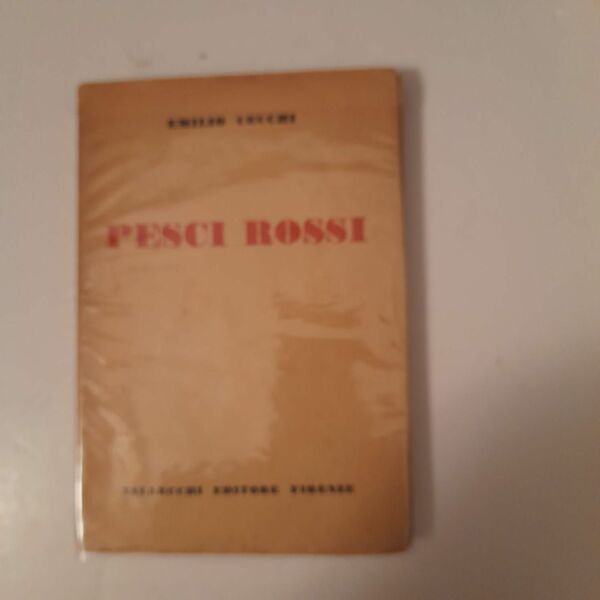 EMILIO CECCHI
PESCI ROSSI
VALLECCHI EDITORE FIRENZE